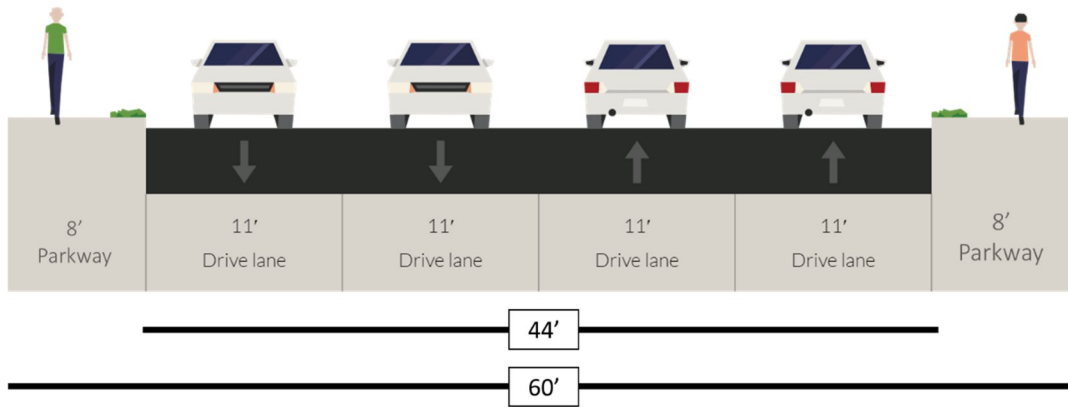 8′
Parkway
11′
Drive lane
11′
Drive lane
11′
Drive lane
11′
Drive lane
8′
Parkway
44′
60′